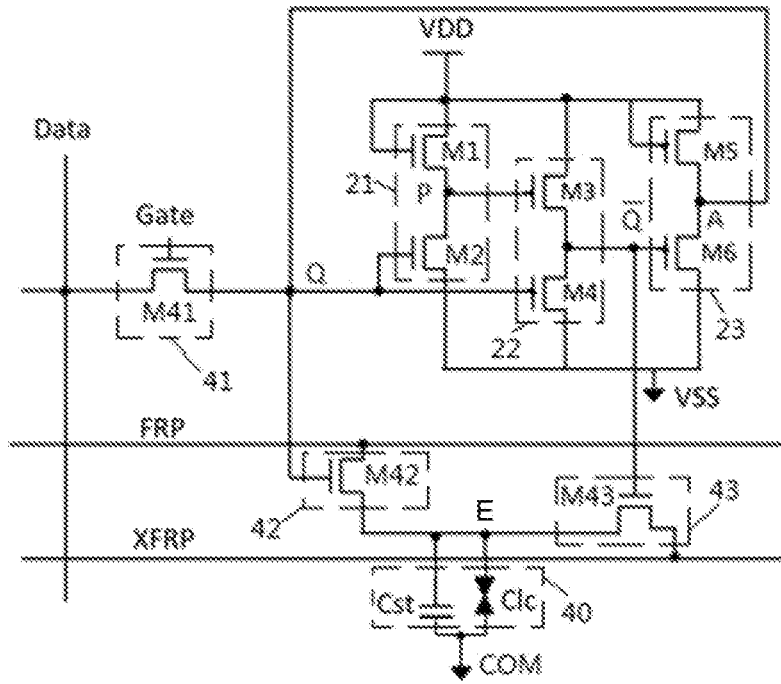 VDD
Data
M1
M5
21
P
M3
Q̅
A
Gate
M2
M6
Q
M41
M4
22
23
41
VSS
FRP
M42
M43
43
42
E
XFRP
Cst
Clc
40
COM